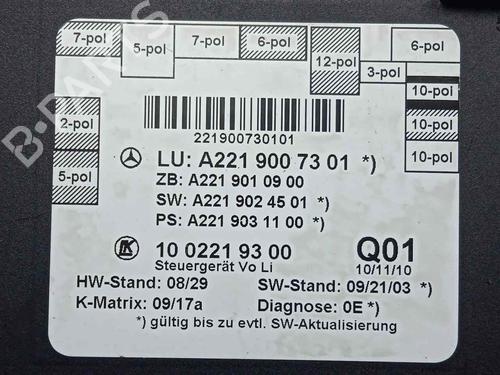 7-pol
5-pol
7-pol
6-pol
12-pol
3-pol
6-pol
10-pol
10-pol
10-pol
2-pol
5-pol
B-PARTS
221900730101
LU: A221 900 73 01 *)
ZB: A221 901 09 00
SW: A221 902 45 01 *)
PS: A221 903 11 00 *)
LK
10 0221 93 00
Q01
Steuergerät Vo Li
10/11/10
HW-Stand: 08/29
SW-Stand: 09/21/03 *)
K-Matrix: 09/17a
Diagnose: 0E *)
*) gültig bis zu evtl. SW-Aktualisierung